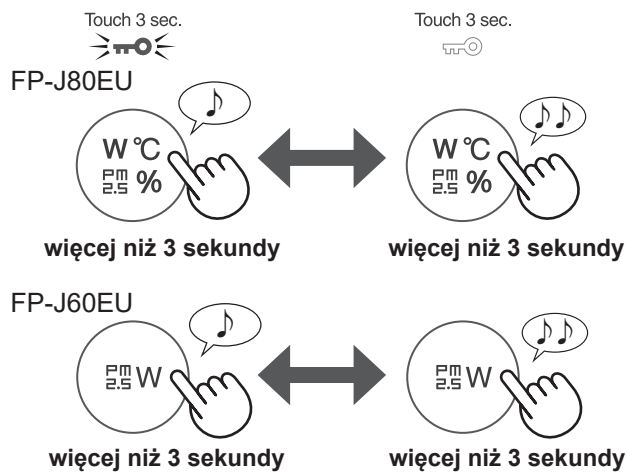 Touch 3 sec. Touch 3 sec.
FP-J80EU
W °C W °C
PM 2.5 % PM 2.5 %
więcej niż 3 sekundy więcej niż 3 sekundy
FP-J60EU
PM 2.5 W PM 2.5 W
więcej niż 3 sekundy więcej niż 3 sekundy